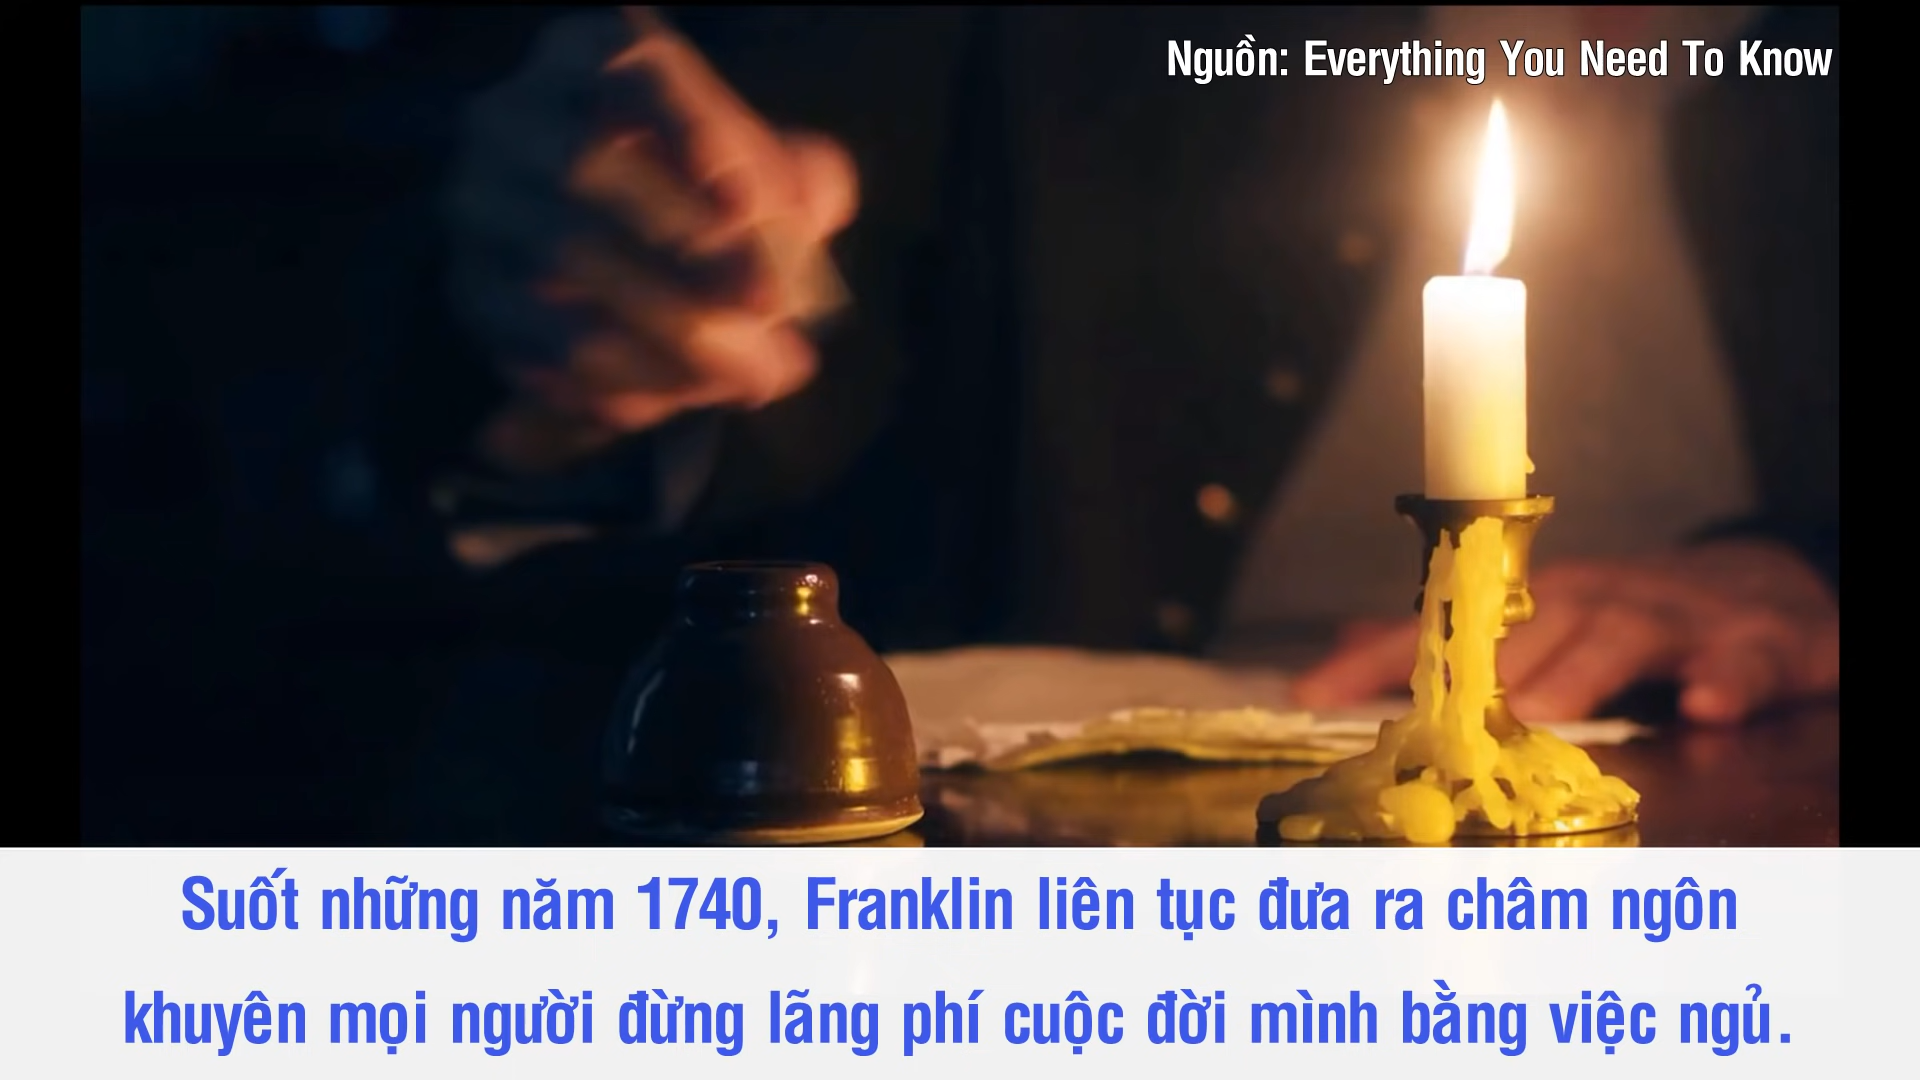 Nguồn: Everything You Need To Know
Suốt những năm 1740, Franklin liên tục đưa ra châm ngôn
khuyên mọi người đừng lãng phí cuộc đời mình bằng việc ngủ.